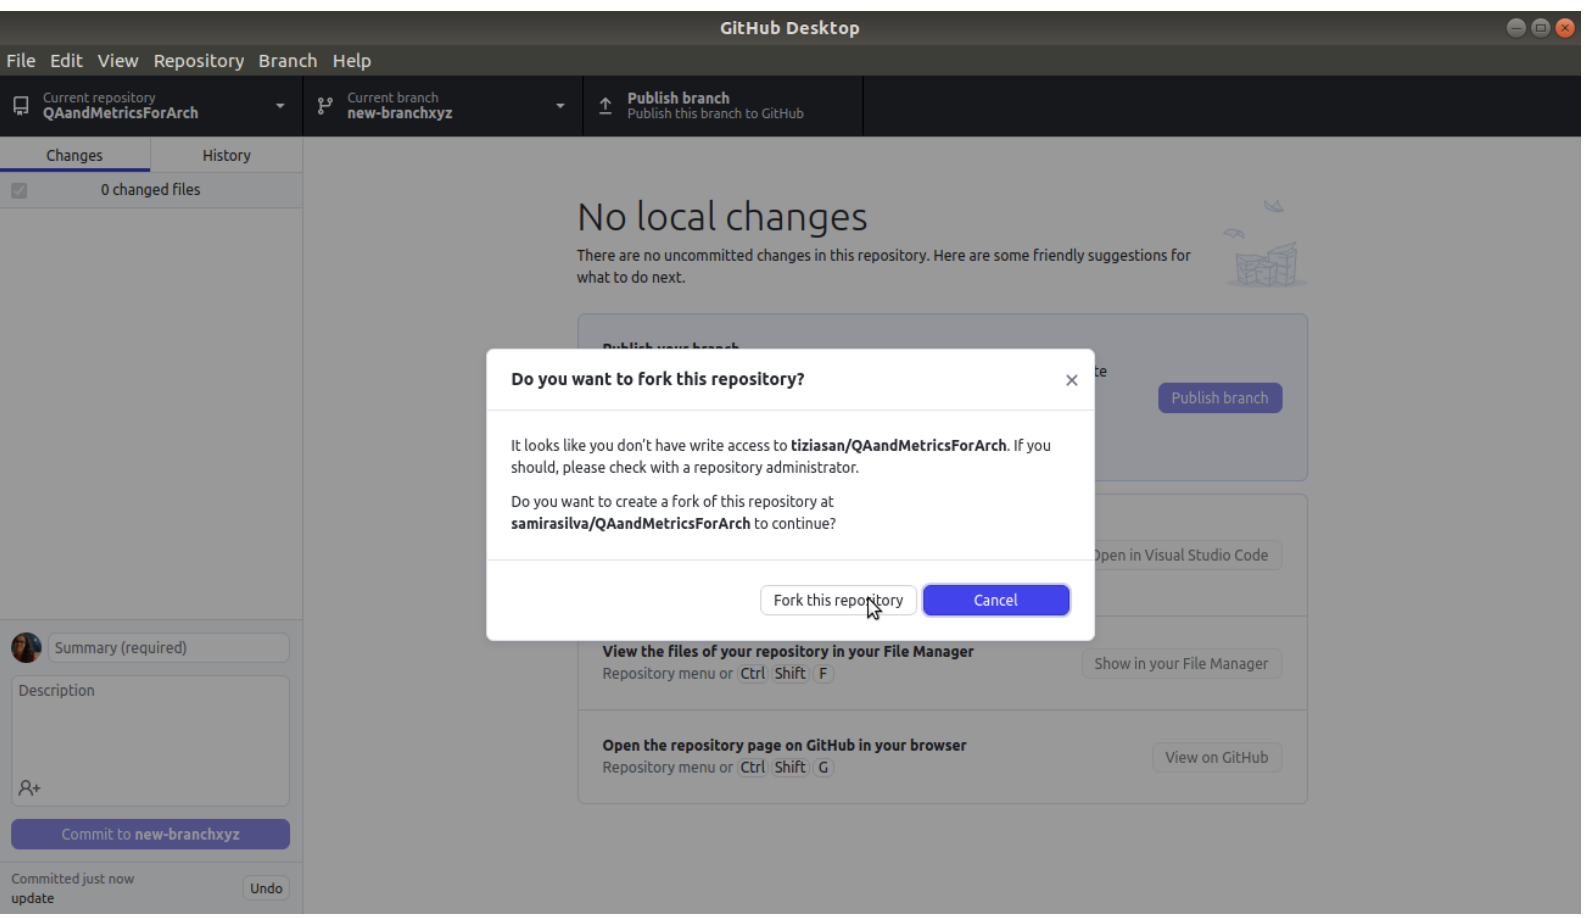 GitHub Desktop
File Edit View Repository Branch Help
Current repository
QAandMetricsForArch
Current branch
new-branchxyz
Publish branch
Publish this branch to GitHub
Changes
History
0 changed files
No local changes
There are no uncommitted changes in this repository. Here are some friendly suggestions for
what to do next.
Publish your branch
te
Publish branch
Do you want to fork this repository?
It looks like you don't have write access to tiziasan/QAandMetricsForArch. If you
should, please check with a repository administrator.
Do you want to create a fork of this repository at
samirasilva/QAandMetricsForArch to continue?
Fork this repository
Cancel
Open in Visual Studio Code
View the files of your repository in your File Manager
Repository menu or Ctrl Shift F
Show in your File Manager
Open the repository page on GitHub in your browser
Repository menu or Ctrl Shift G
View on GitHub
Summary (required)
Description
Commit to new-branchxyz
Committed just now
update
Undo